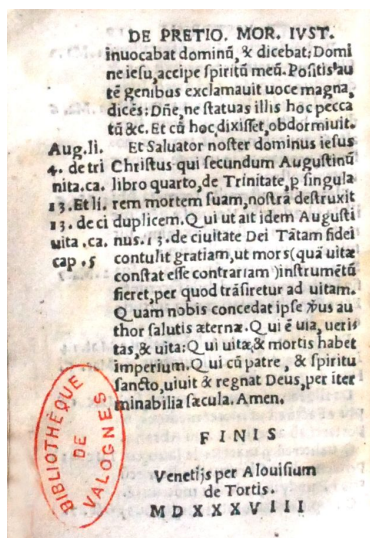 DE PRETIO. MOR. IVST.
inuocabat dominũ, & dicebat: Domi
ne iesu, accipe ſpiritũ meũ. Poſitis au
tẽ genibus exclamauit uoce magna,
dicẽs: Dñe, ne ſtatuas illis hoc pecca
tũ &c. Et cũ hoc dixiſſet, obdormiuit.
Et Saluator noſter dominus iesus
Chriſtus qui ſecundum Auguſtinũ
libro quarto, de Trinitate, p ſingula
rem mortem ſuam, noſtrã deſtruxit
duplicem. Qui ut ait idem Auguſti
nus. 13. de ciuitate Dei Tãtam fidei
contulit gratiam, ut mors (quã uitæ
conſtat eſſe contrariam) inſtrumẽtũ
fieret, per quod trãſiretur ad uitam.
Quam nobis concedat ipſe us au
thor ſalutis æternæ. Qui ẽ uia, ueri
tas, & uita: Qui uitæ, & mortis habet
imperium. Qui cũ patre, & ſpiritu
ſancto, uiuit & regnat Deus, per iter
minabilia ſæcula. Amen.
Aug. li.
4. de tri
nita. ca.
13. Et li.
13. de ci
uita. ca.
cap. 5
FINIS
Venetijs per Alouiſium
de Tortis.
MDXXXVIII
BIBLIOTHÈQUE
DE
VALOGNES